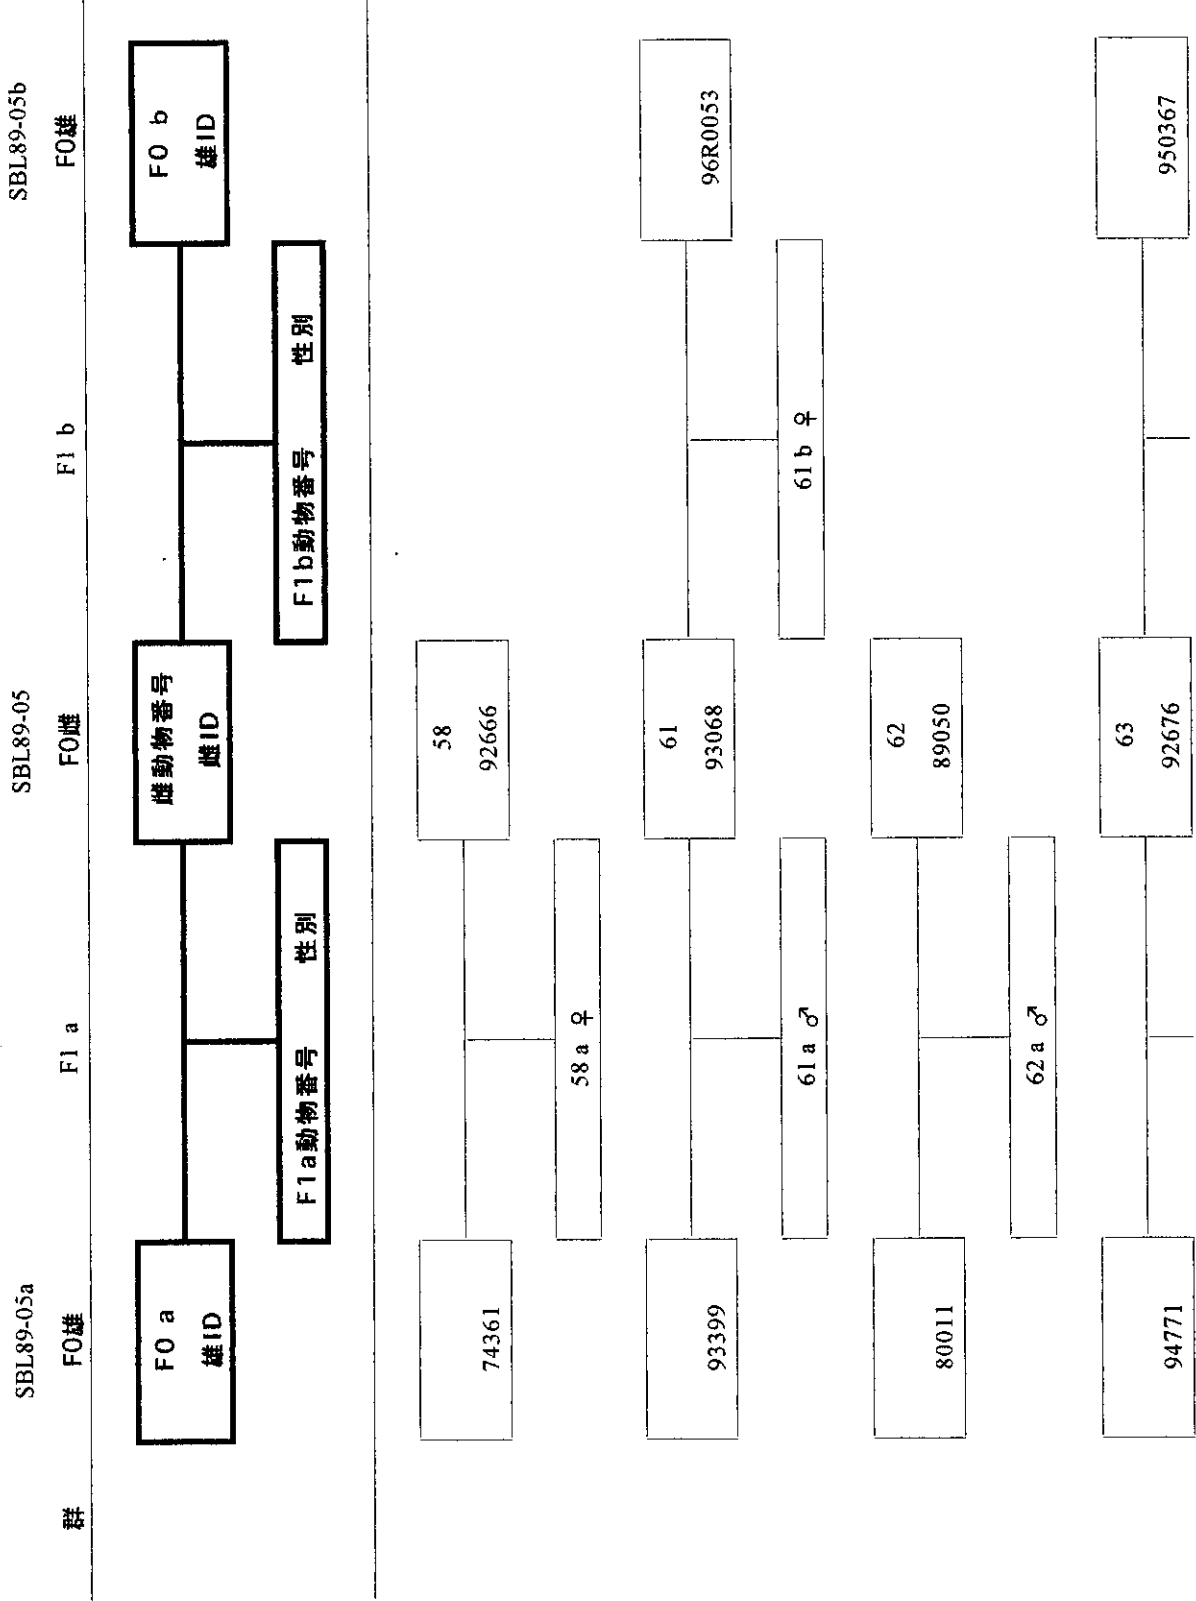 SBL89-05a SBL89-05 SBL89-05b
群 F0雄 F1 a F0雌 F1 b F0雄
F0 a 雌動物番号 F0 b
雄ID 雌ID 雄ID
F1a動物番号 性別 F1b動物番号 性別
58
74361 92666
58a ♀
61
93399 93068 96R0053
61a ♂ 61b ♀
62
80011 89050
62a ♂
63
94771 92676 950367